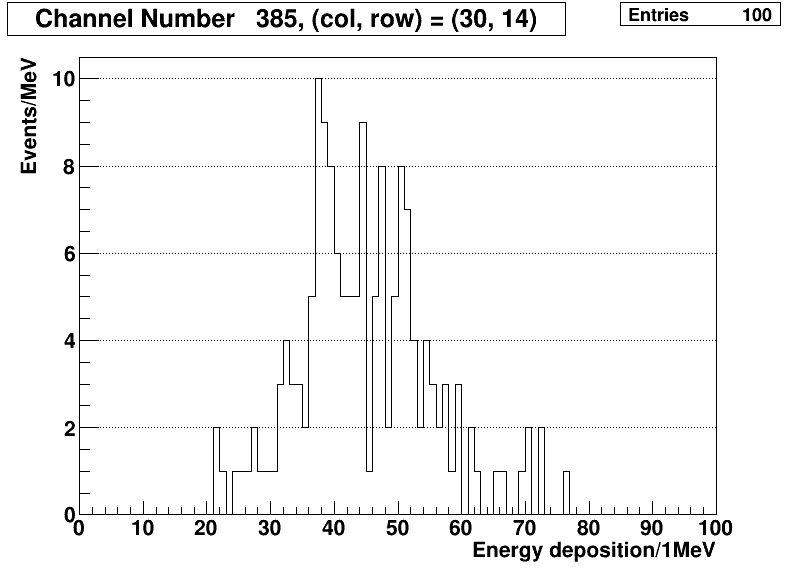 Channel Number 385, (col, row) = (30, 14)
Entries 100
Events/MeV
10
8
6
4
2
0
0 10 20 30 40 50 60 70 80 90 100
Energy deposition/1MeV